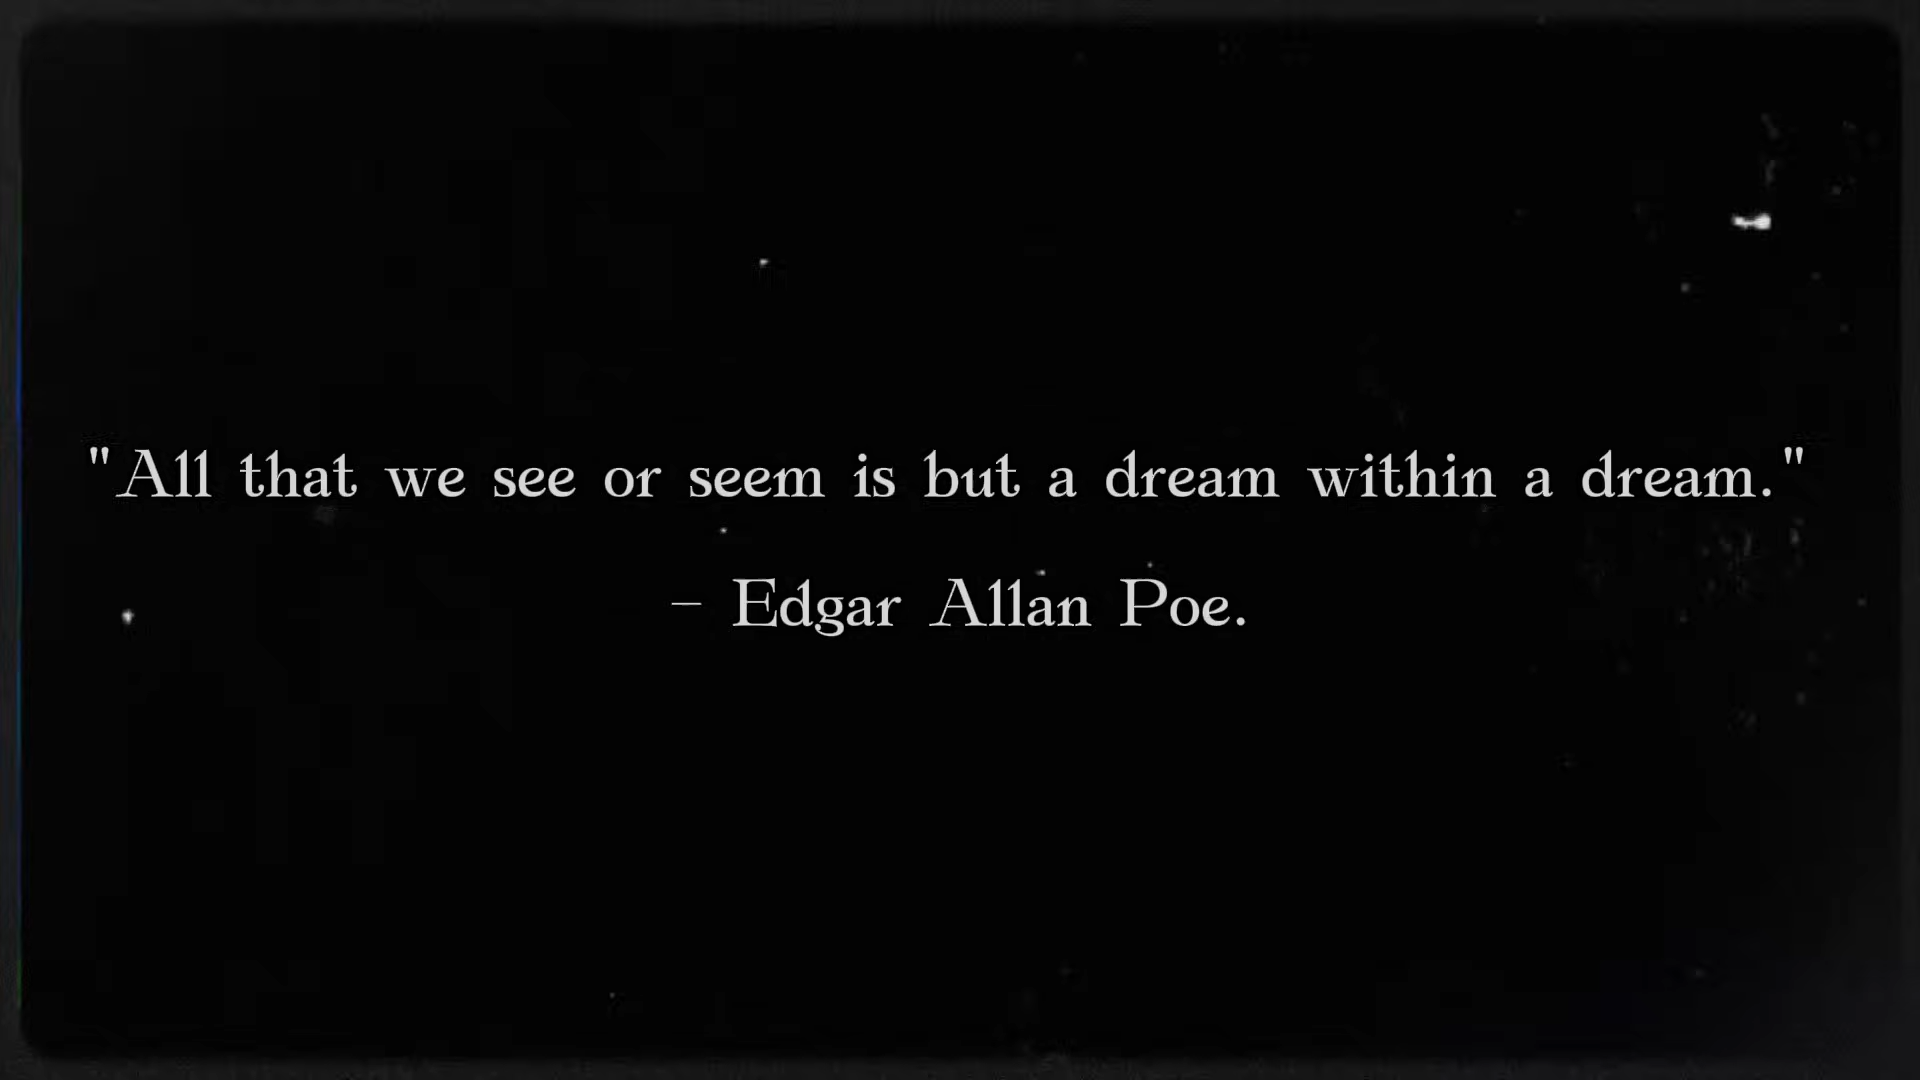 "All that we see or seem is but a dream within a dream."
– Edgar Allan Poe.